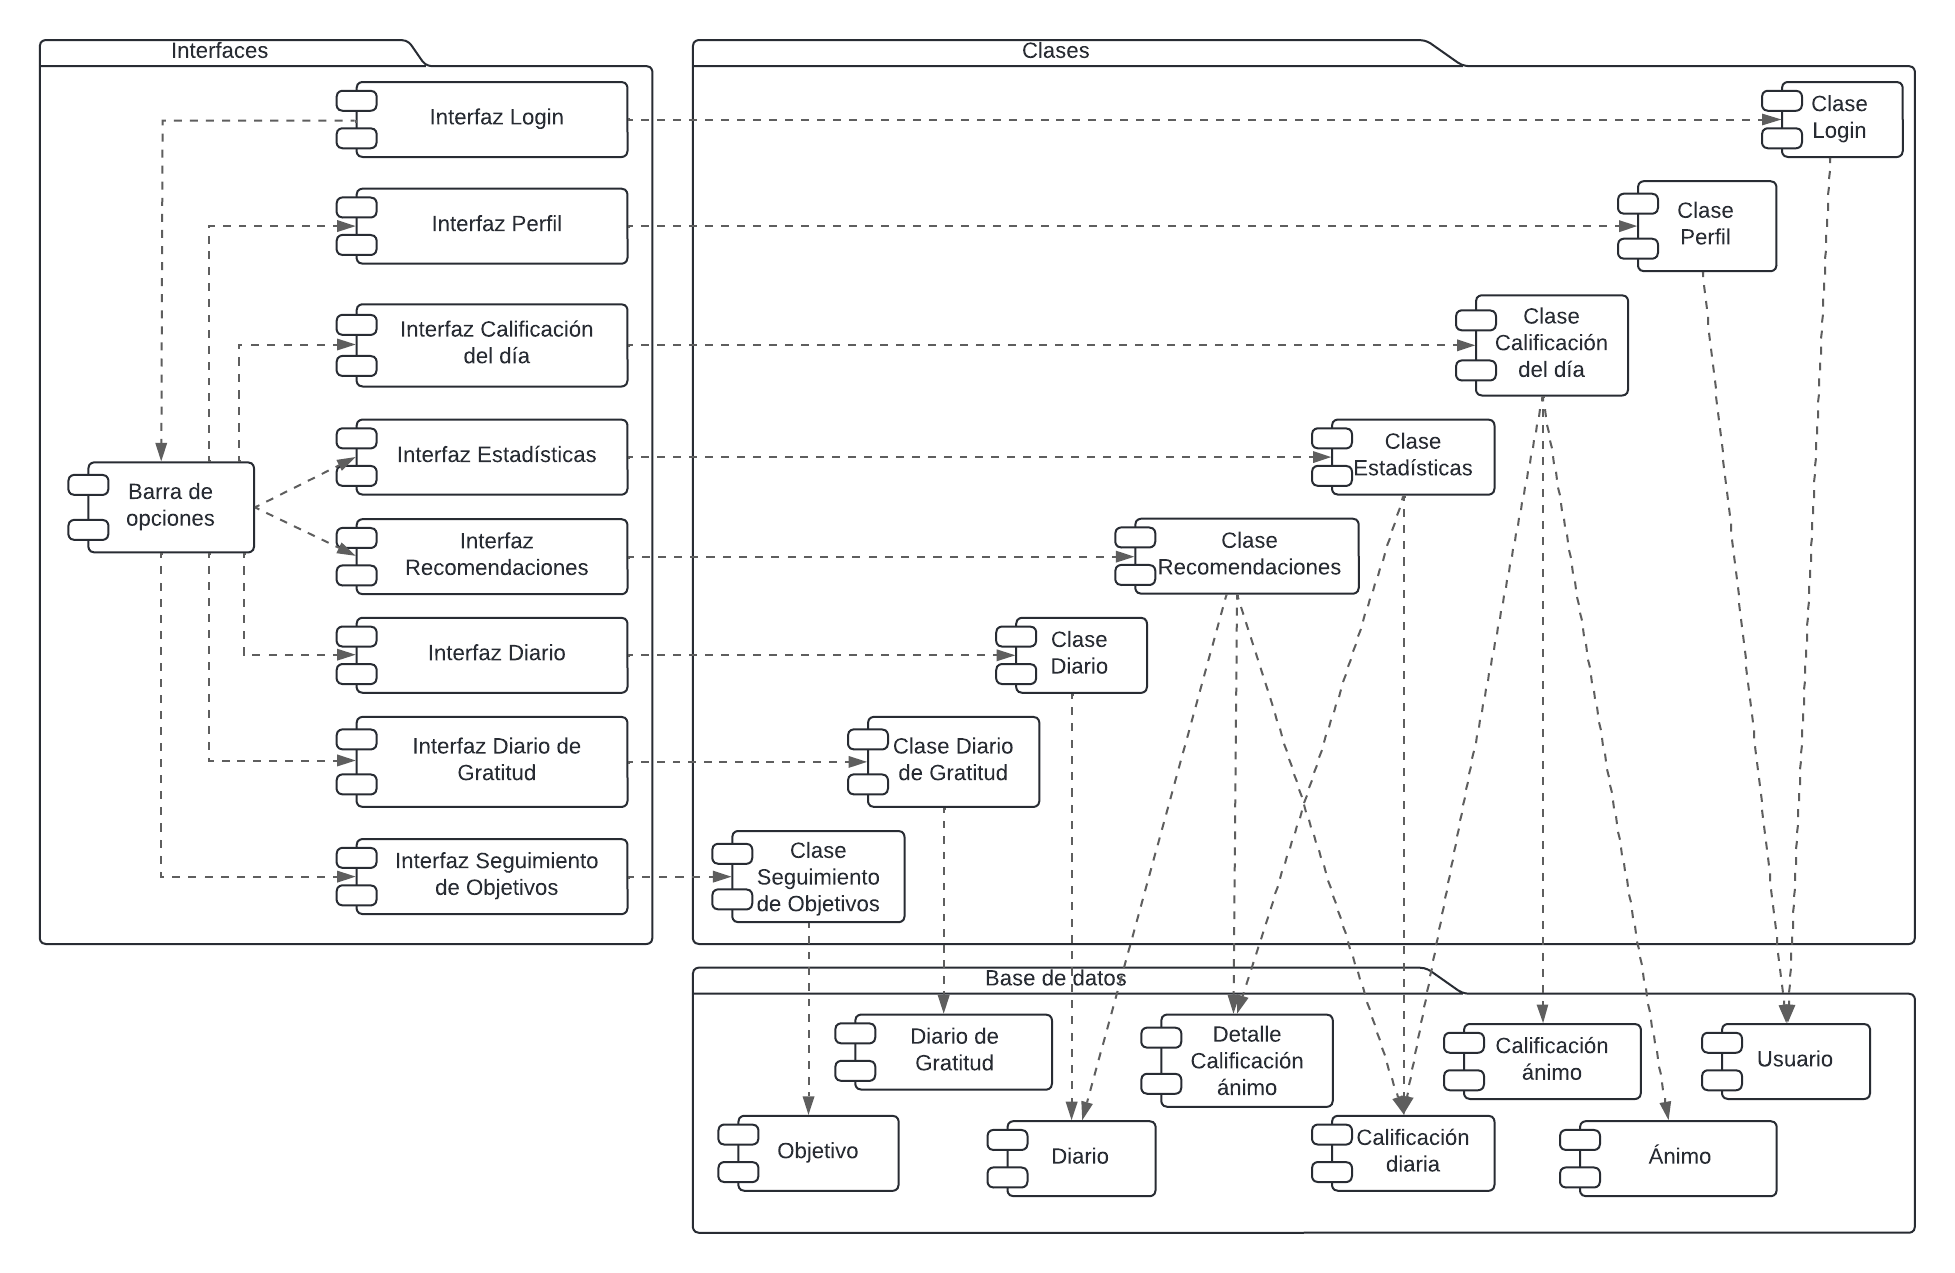 Interfaces
Interfaz Login
Interfaz Perfil
Interfaz Calificación
del día
Interfaz Estadísticas
Barra de
opciones
Interfaz
Recomendaciones
Interfaz Diario
Interfaz Diario de
Gratitud
Interfaz Seguimiento
de Objetivos
Clases
Clase
Login
Clase
Perfil
Clase
Calificación
del día
Clase
Estadísticas
Clase
Recomendaciones
Clase
Diario
Clase Diario
de Gratitud
Clase
Seguimiento
de Objetivos
Base de datos
Diario de
Gratitud
Detalle
Calificación
ánimo
Calificación
ánimo
Usuario
Objetivo
Diario
Calificación
diaria
Ánimo